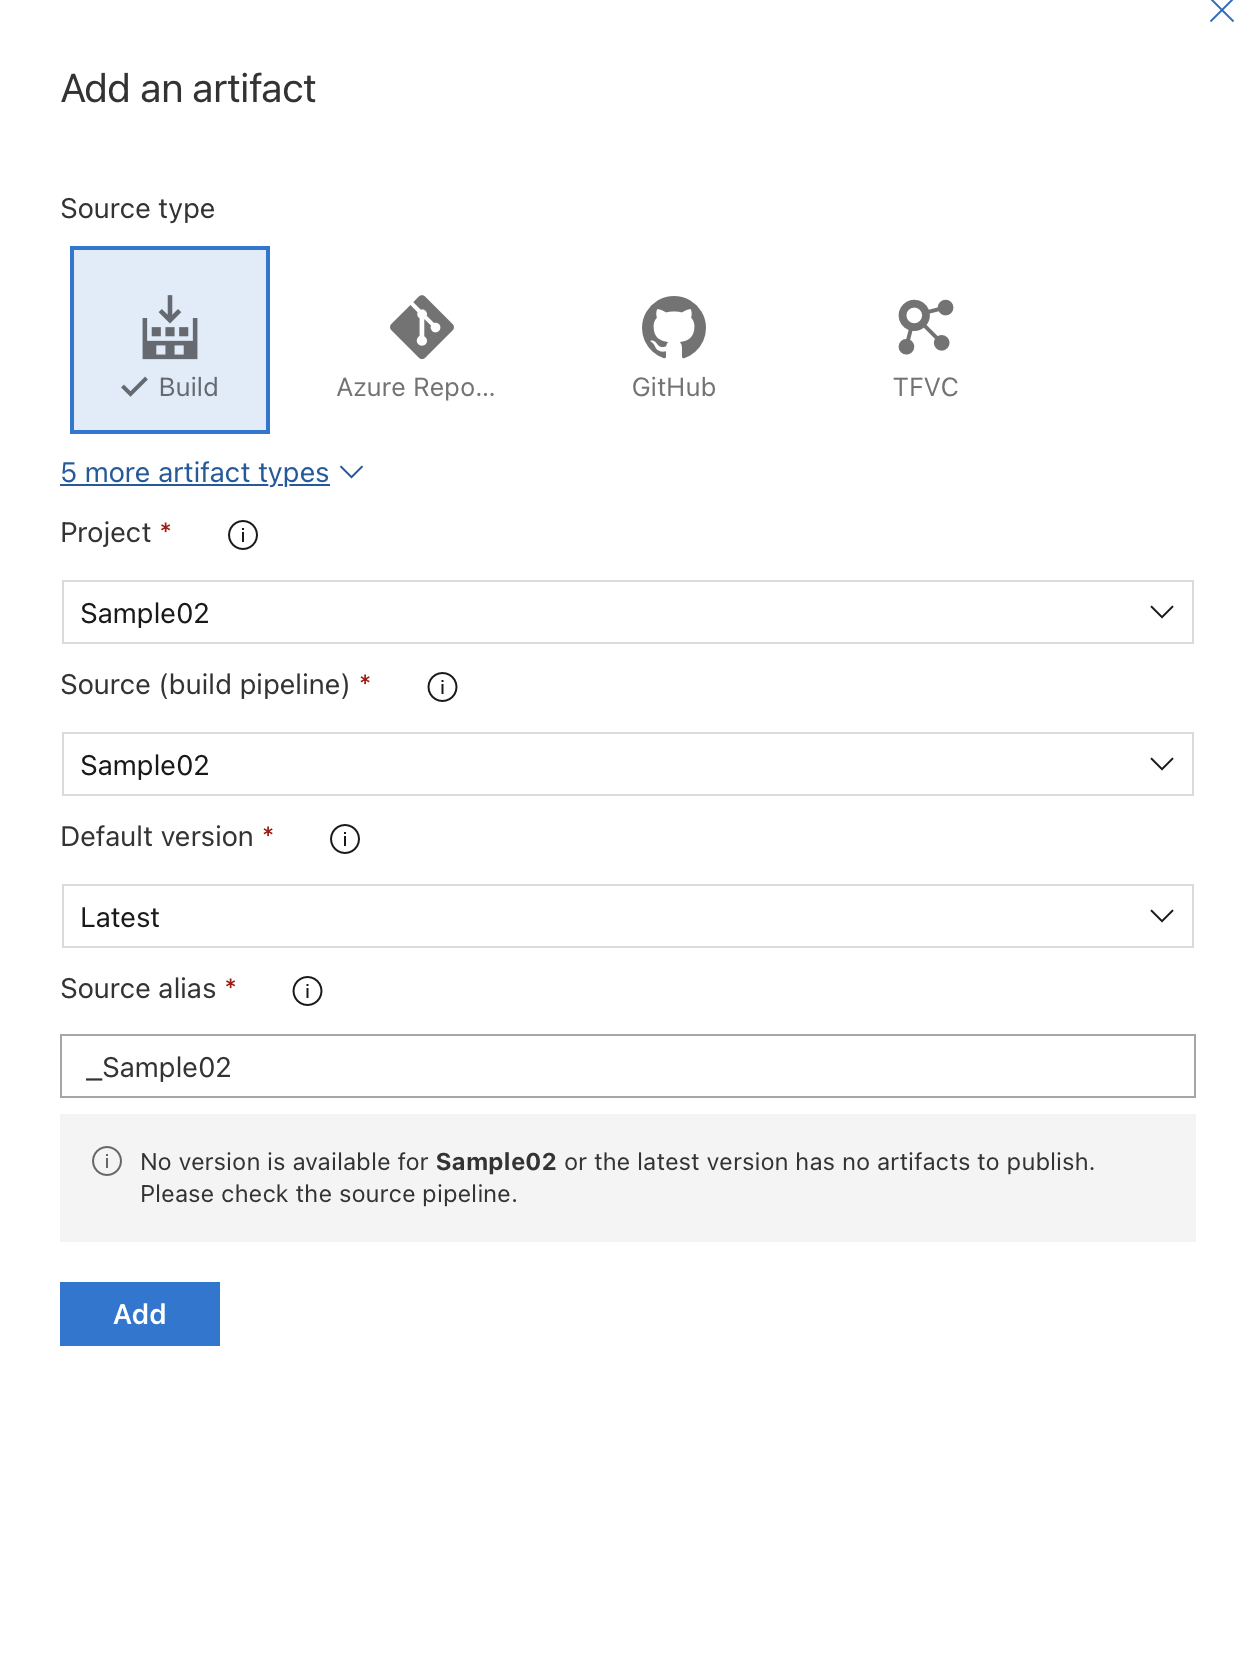 Add an artifact
Source type
Build
Azure Repo...
GitHub
TFVC
5 more artifact types
Project *
Sample02
Source (build pipeline) *
Sample02
Default version *
Latest
Source alias *
_Sample02
No version is available for Sample02 or the latest version has no artifacts to publish.
Please check the source pipeline.
Add